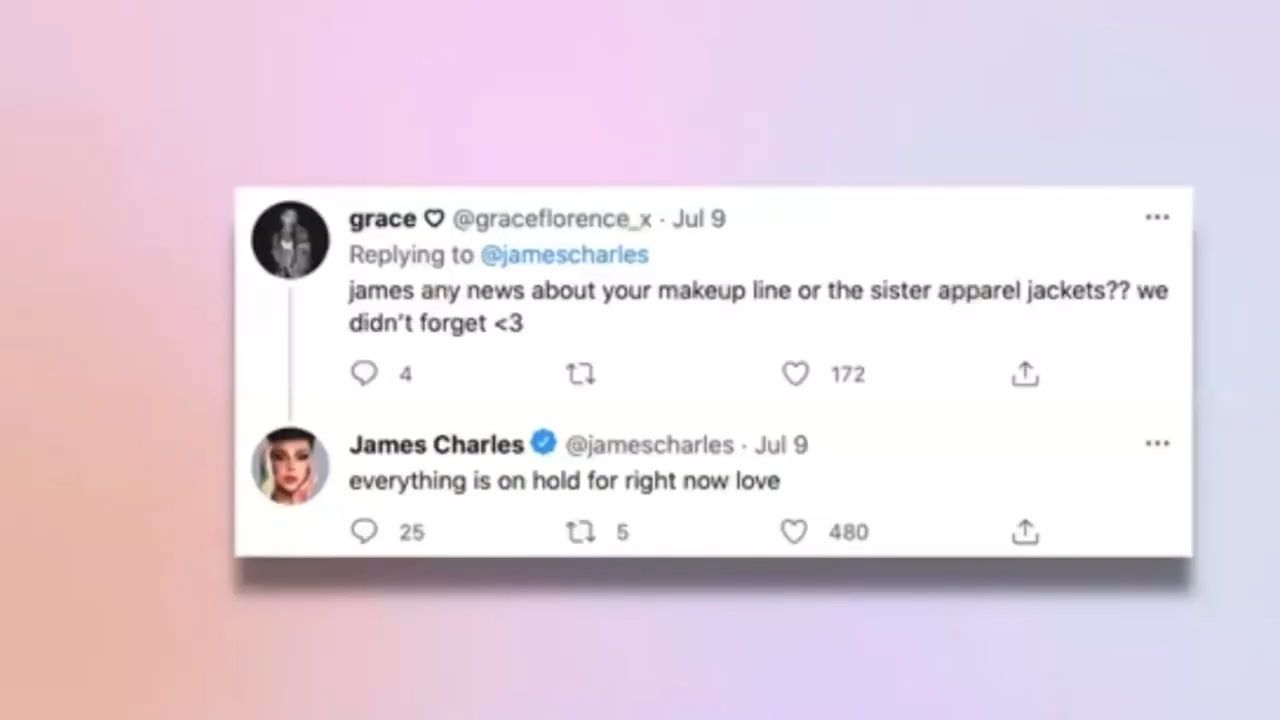 grace ♡ @graceflorence_x · Jul 9
Replying to @jamescharles
james any news about your makeup line or the sister apparel jackets?? we
didn't forget <3
4 172
James Charles @jamescharles · Jul 9
everything is on hold for right now love
25 5 480